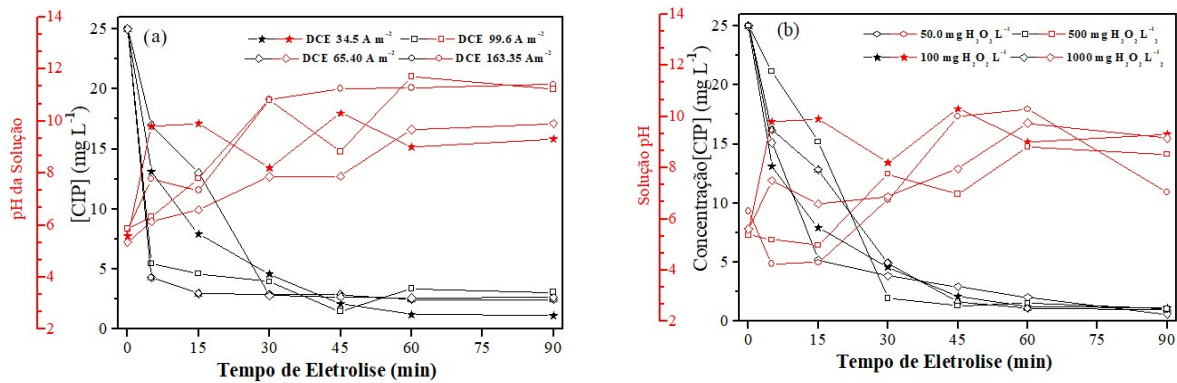 (a)
DCE 34.5 A m⁻²
DCE 99.6 A m⁻²
DCE 65.40 A m⁻²
DCE 163.35 Am⁻²
pH da Solução
14
12
10
8
6
4
2
[CIP] (mg L⁻¹)
25
20
15
10
5
0
0 15 30 45 60 90
Tempo de Eletrolise (min)
(b)
50.0 mg H₂O₂ L⁻¹
500 mg H₂O₂ L⁻¹
100 mg H₂O₂ L⁻¹
1000 mg H₂O₂ L⁻¹
Solução pH
14
12
10
8
6
4
2
Concentração[CIP] (mg L⁻¹)
25
20
15
10
5
0
0 15 30 45 60 90
Tempo de Eletrolise (min)